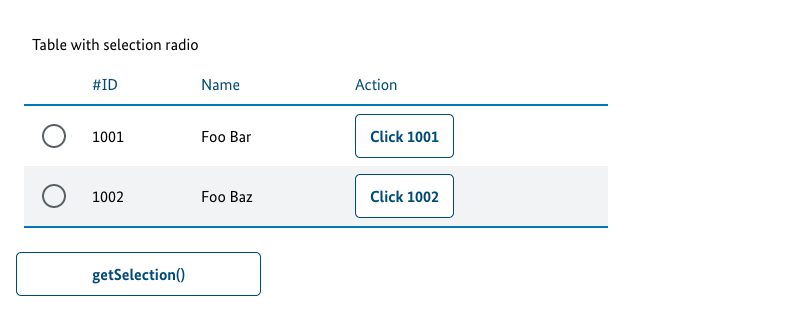 Table with selection radio
#ID Name Action
1001 Foo Bar Click 1001
1002 Foo Baz Click 1002
getSelection()